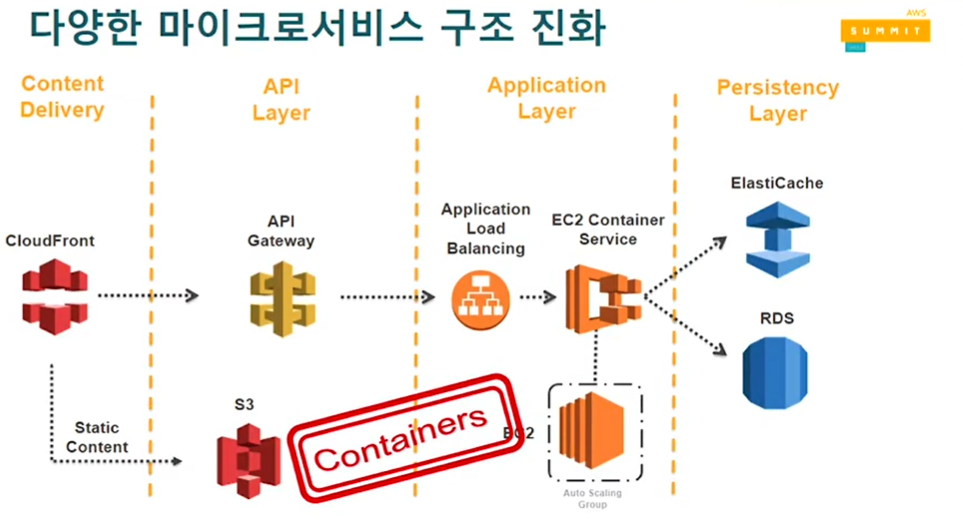 다양한 마이크로서비스 구조 진화
AWS
SUMMIT
Content
Delivery
API
Layer
Application
Layer
Persistency
Layer
CloudFront
API
Gateway
Application
Load
Balancing
EC2 Container
Service
ElastiCache
RDS
Static
Content
S3
Containers
EC2
Auto Scaling
Group